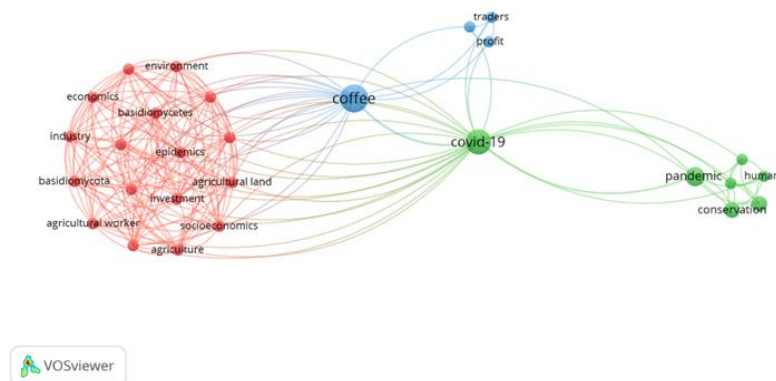 traders
profit
environment
economics
coffee
basidiomycetes
industry
covid-19
epidemics
basidiomycota
agricultural land
pandemic
human
investment
agricultural worker
socioeconomics
conservation
agriculture
VOSviewer